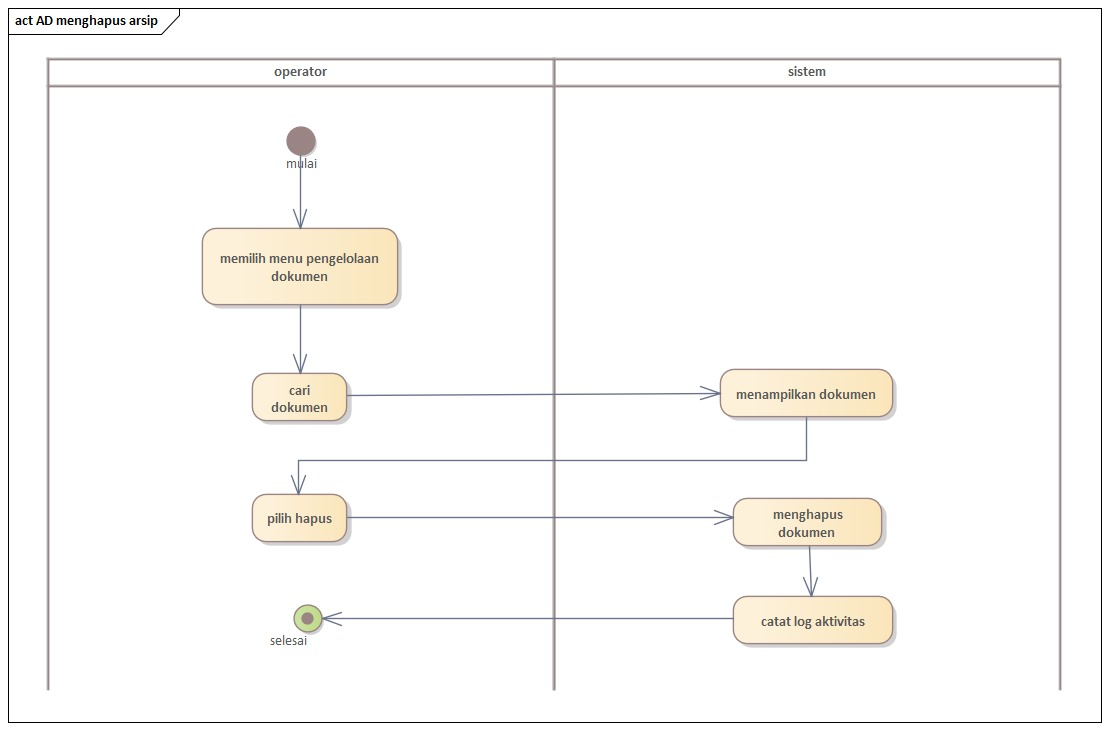 act AD menghapus arsip
operator
sistem
mulai
memilih menu pengelolaan
dokumen
cari
dokumen
menampilkan dokumen
pilih hapus
menghapus
dokumen
catat log aktivitas
selesai